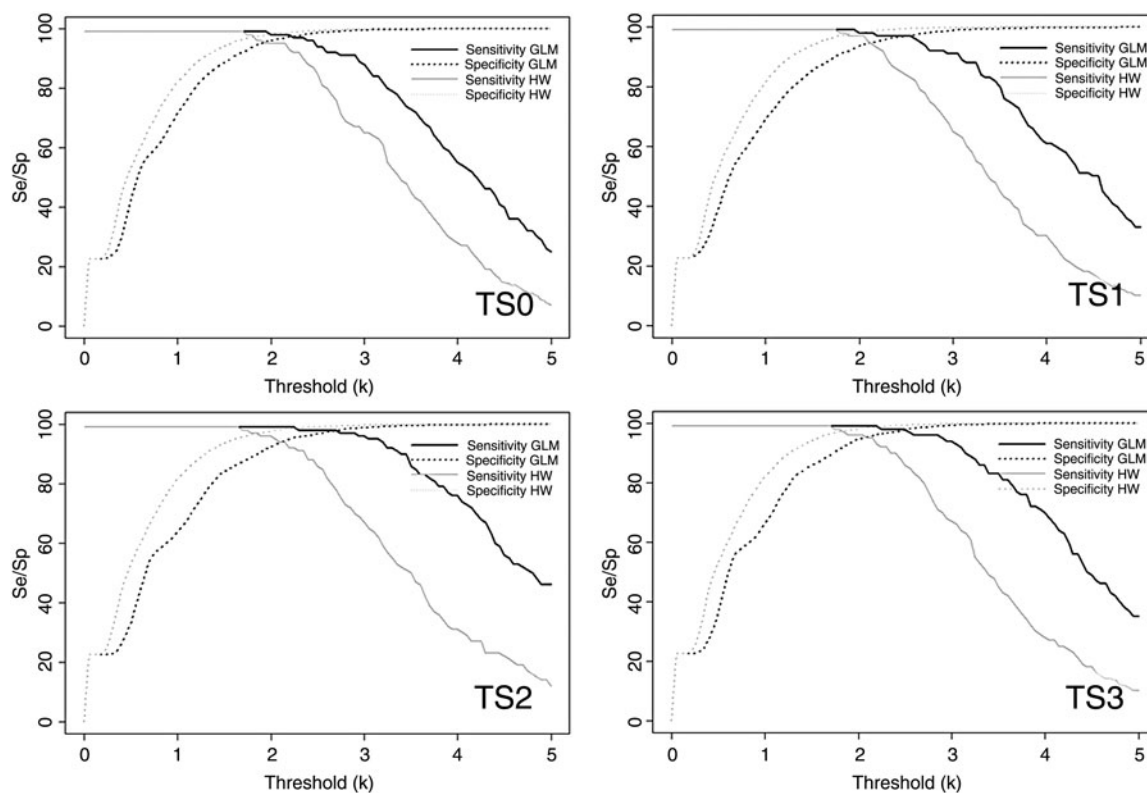 Se/Sp
100
80
60
40
20
0
Sensitivity GLM
Specificity GLM
Sensitivity HW
Specificity HW
TS0
0 1 2 3 4 5
Threshold (k)
Se/Sp
100
80
60
40
20
0
Sensitivity GLM
Specificity GLM
Sensitivity HW
Specificity HW
TS1
0 1 2 3 4 5
Threshold (k)
Se/Sp
100
80
60
40
20
0
Sensitivity GLM
Specificity GLM
Sensitivity HW
Specificity HW
TS2
0 1 2 3 4 5
Threshold (k)
Se/Sp
100
80
60
40
20
0
Sensitivity GLM
Specificity GLM
Sensitivity HW
Specificity HW
TS3
0 1 2 3 4 5
Threshold (k)